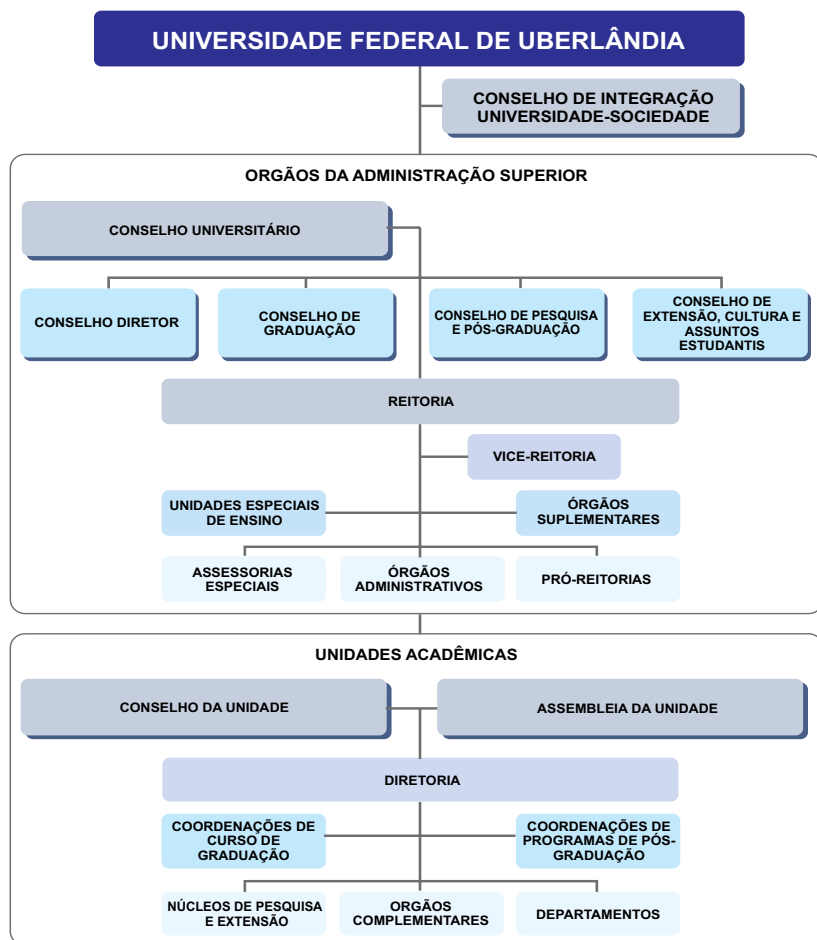 UNIVERSIDADE FEDERAL DE UBERLÂNDIA
CONSELHO DE INTEGRAÇÃO
UNIVERSIDADE-SOCIEDADE
ORGÃOS DA ADMINISTRAÇÃO SUPERIOR
CONSELHO UNIVERSITÁRIO
CONSELHO DIRETOR
CONSELHO DE
GRADUAÇÃO
CONSELHO DE PESQUISA
E PÓS-GRADUAÇÃO
CONSELHO DE
EXTENSÃO, CULTURA E
ASSUNTOS
ESTUDANTIS
REITORIA
VICE-REITORIA
UNIDADES ESPECIAIS
DE ENSINO
ÓRGÃOS
SUPLEMENTARES
ASSESSORIAS
ESPECIAIS
ÓRGÃOS
ADMINISTRATIVOS
PRÓ-REITORIAS
UNIDADES ACADÊMICAS
CONSELHO DA UNIDADE
ASSEMBLEIA DA UNIDADE
DIRETORIA
COORDENAÇÕES DE
CURSO DE
GRADUAÇÃO
COORDENAÇÕES DE
PROGRAMAS DE PÓS-
GRADUAÇÃO
NÚCLEOS DE PESQUISA
E EXTENSÃO
ORGÃOS
COMPLEMENTARES
DEPARTAMENTOS